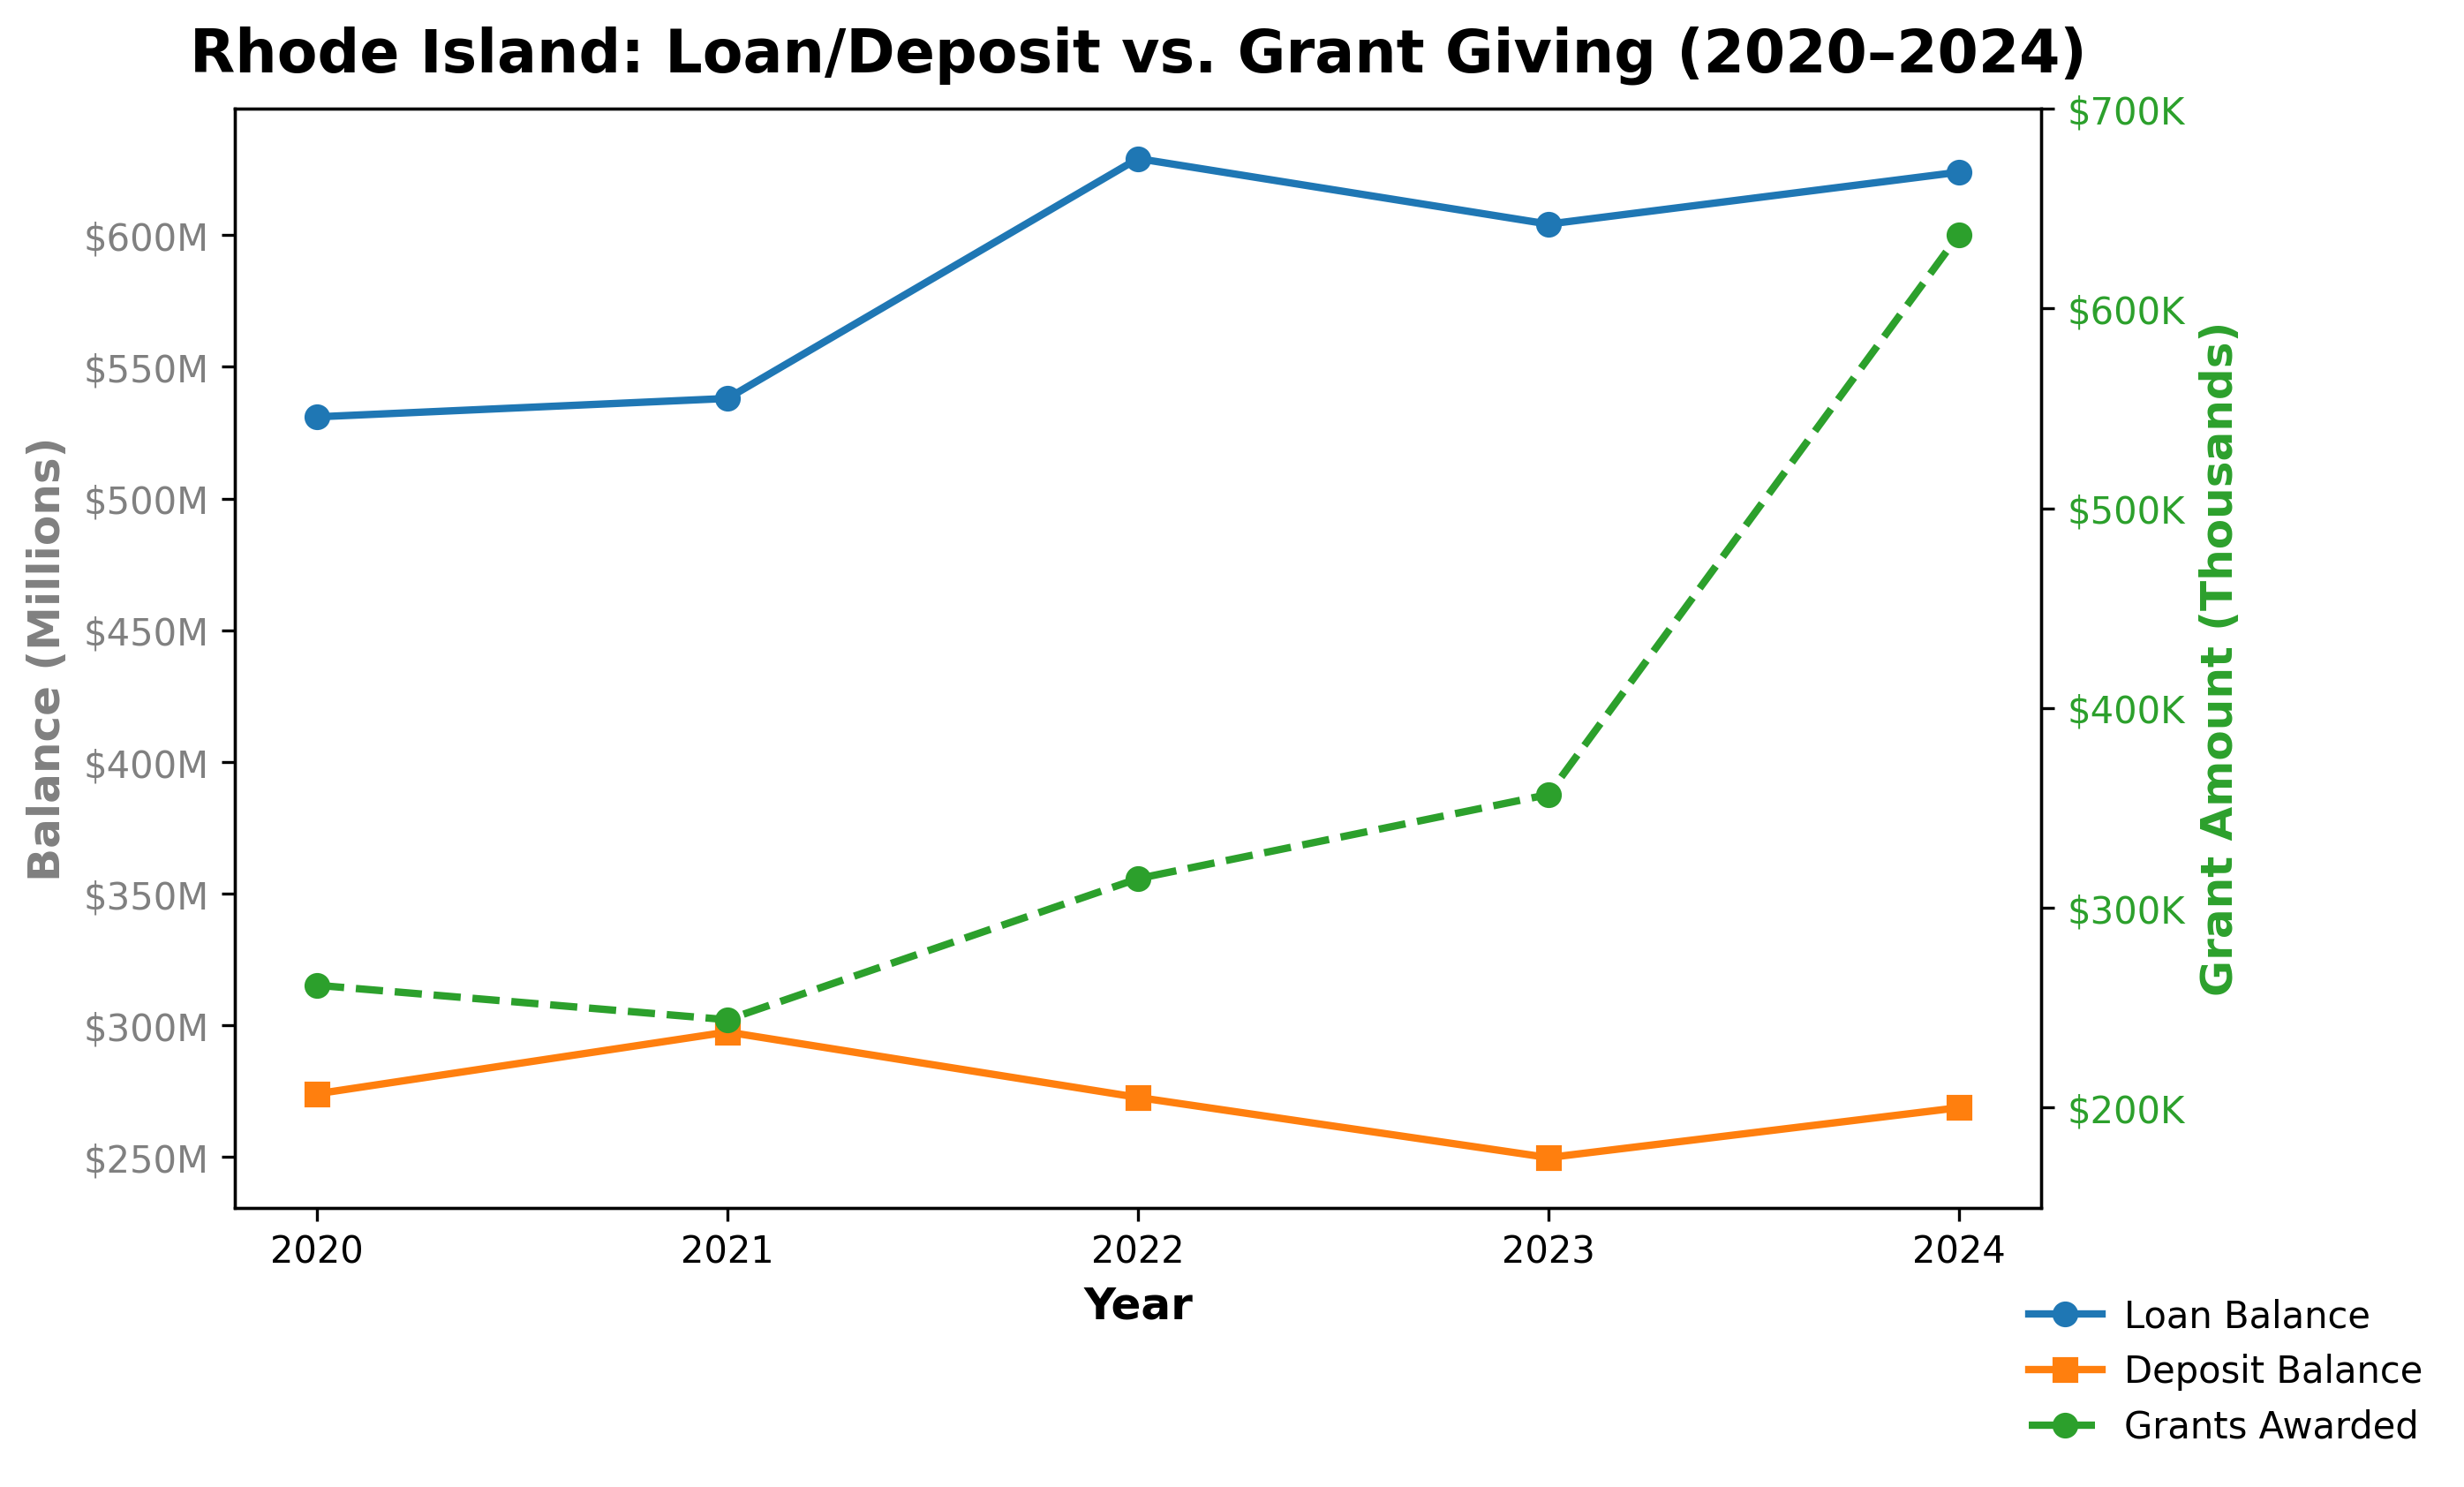 Rhode Island: Loan/Deposit vs. Grant Giving (2020–2024)
Balance (Millions)
$600M
$550M
$500M
$450M
$400M
$350M
$300M
$250M
$700K
$600K
$500K
$400K
$300K
$200K
Grant Amount (Thousands)
2020 2021 2022 2023 2024
Year
Loan Balance
Deposit Balance
Grants Awarded